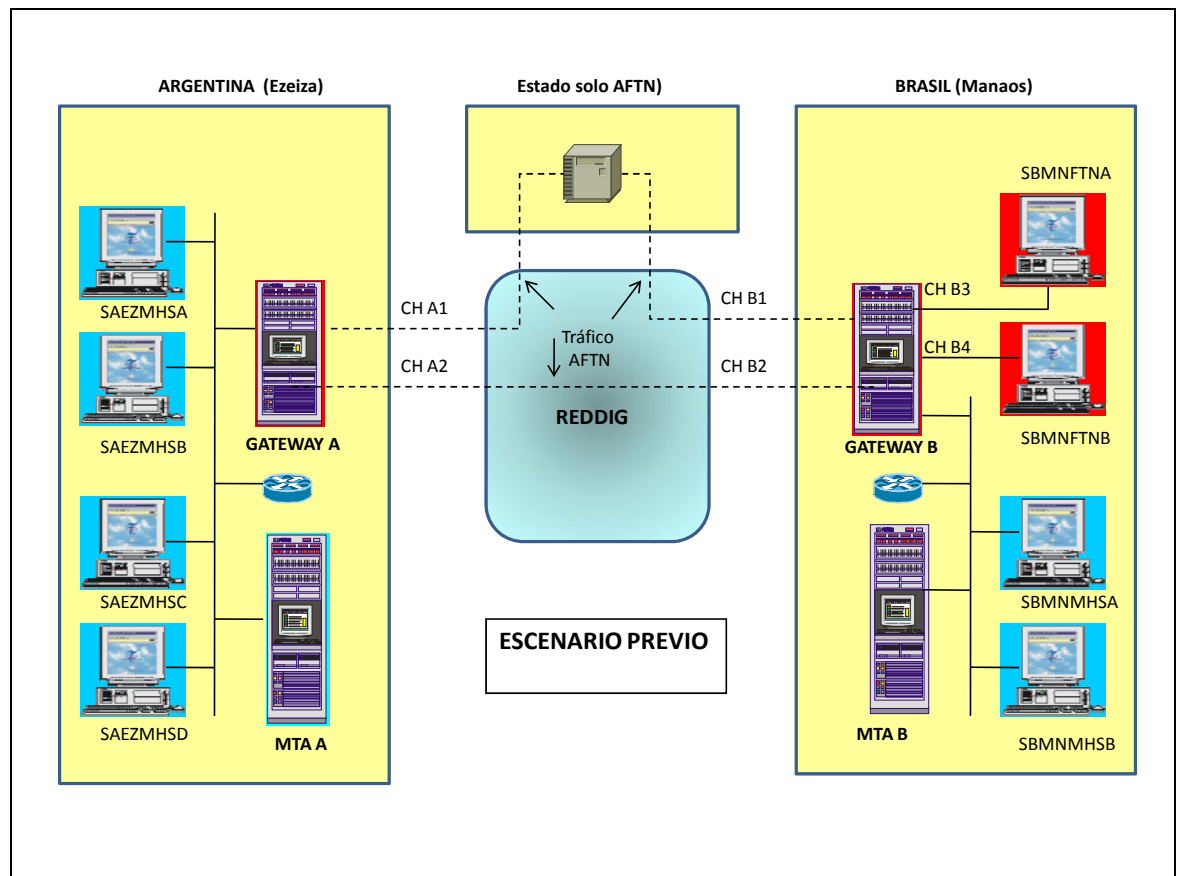 ARGENTINA (Ezeiza)
Estado solo AFTN)
BRASIL (Manaos)
SBMNFTNA
SAEZMHSA
CH A1
CH B1
CH B3
Tráfico
AFTN
CH A2
CH B2
CH B4
REDDIG
SAEZMHSB
GATEWAY A
GATEWAY B
SBMNFTNB
SAEZMHSC
SBMNMHSA
ESCENARIO PREVIO
SAEZMHSD
MTA A
MTA B
SBMNMHSB